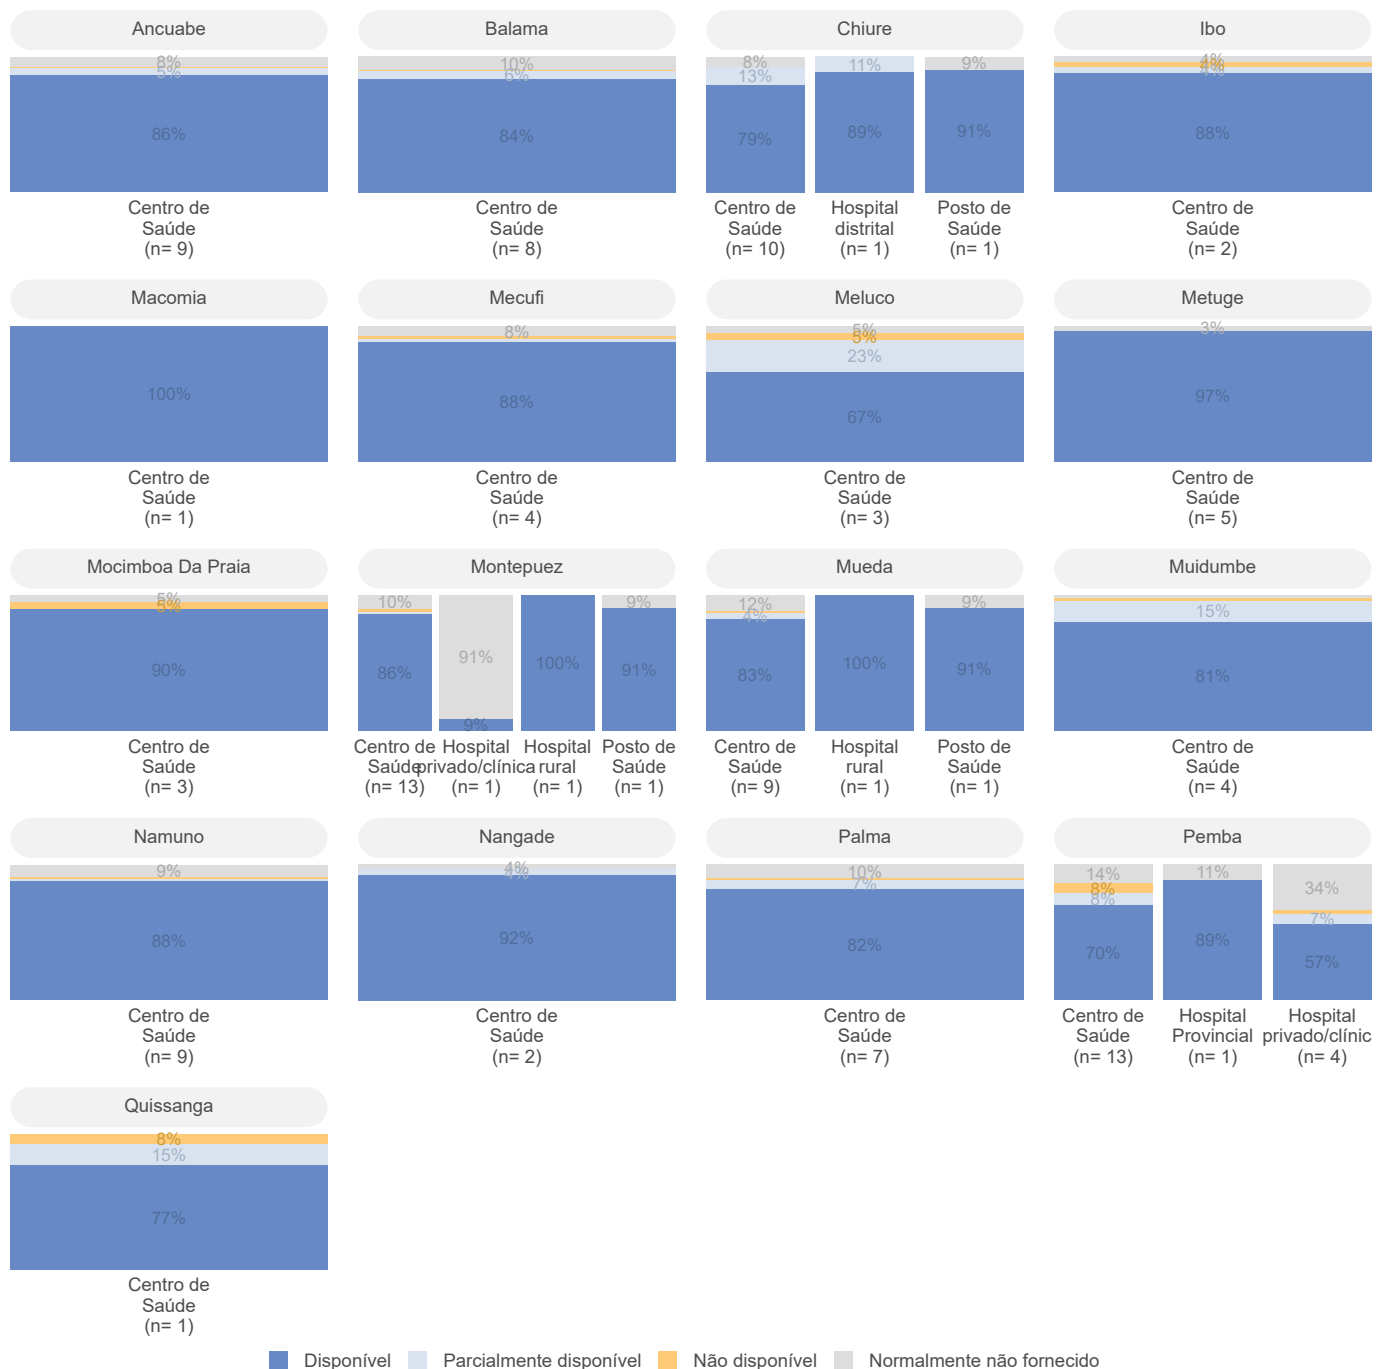 Ancuabe
8%
5%
86%
Centro de
Saúde
(n= 9)
Balama
10%
6%
84%
Centro de
Saúde
(n= 8)
Chiure
8%
13%
79%
11%
89%
9%
91%
Centro de
Saúde
(n= 10)
Hospital
distrital
(n= 1)
Posto de
Saúde
(n= 1)
Ibo
4%
4%
4%
88%
Centro de
Saúde
(n= 2)
Macomia
100%
Centro de
Saúde
(n= 1)
Mecufi
8%
88%
Centro de
Saúde
(n= 4)
Meluco
5%
5%
23%
67%
Centro de
Saúde
(n= 3)
Metuge
3%
97%
Centro de
Saúde
(n= 5)
Mocimboa Da Praia
5%
5%
90%
Centro de
Saúde
(n= 3)
Montepuez
10%
86%
91%
9%
100%
9%
91%
Centro de
Saúde
(n= 13)
Hospital
privado/clínica
(n= 1)
Hospital
rural
(n= 1)
Posto de
Saúde
(n= 1)
Mueda
12%
4%
83%
100%
9%
91%
Centro de
Saúde
(n= 9)
Hospital
rural
(n= 1)
Posto de
Saúde
(n= 1)
Muidumbe
15%
81%
Centro de
Saúde
(n= 4)
Namuno
9%
88%
Centro de
Saúde
(n= 9)
Nangade
4%
4%
92%
Centro de
Saúde
(n= 2)
Palma
10%
7%
82%
Centro de
Saúde
(n= 7)
Pemba
14%
8%
8%
70%
11%
89%
34%
7%
57%
Centro de
Saúde
(n= 13)
Hospital
Provincial
(n= 1)
Hospital
privado/clínic
(n= 4)
Quissanga
8%
15%
77%
Centro de
Saúde
(n= 1)
Disponível
Parcialmente disponível
Não disponível
Normalmente não fornecido